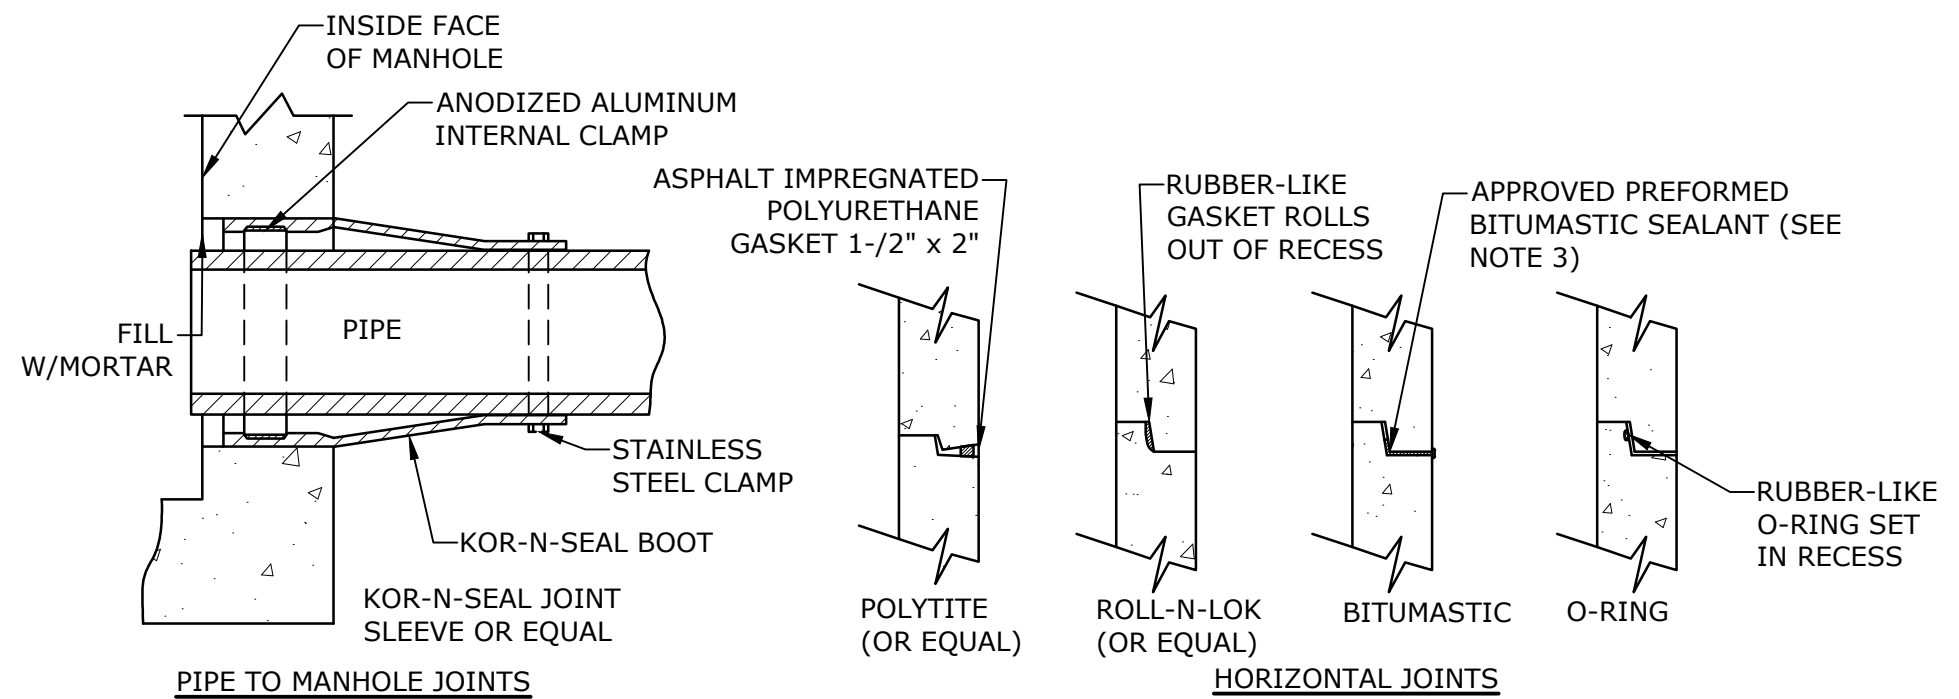 INSIDE FACE
OF MANHOLE
ANODIZED ALUMINUM
INTERNAL CLAMP
FILL
W/MORTAR
PIPE
STAINLESS
STEEL CLAMP
KOR-N-SEAL BOOT
KOR-N-SEAL JOINT
SLEEVE OR EQUAL
PIPE TO MANHOLE JOINTS
ASPHALT IMPREGNATED
POLYURETHANE
GASKET 1-/2" x 2"
RUBBER-LIKE
GASKET ROLLS
OUT OF RECESS
APPROVED PREFORMED
BITUMASTIC SEALANT (SEE
NOTE 3)
RUBBER-LIKE
O-RING SET
IN RECESS
POLYTITE
(OR EQUAL)
ROLL-N-LOK
(OR EQUAL)
BITUMASTIC
O-RING
HORIZONTAL JOINTS